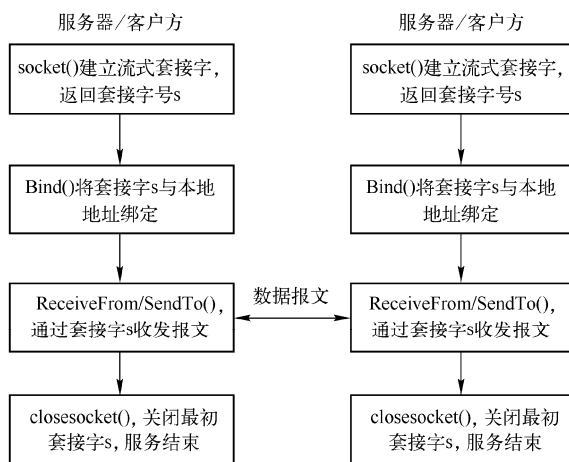 服务器/客户方
socket()建立流式套接字,
返回套接字号s
Bind()将套接字s与本地
地址绑定
ReceiveFrom/SendTo(),
通过套接字s收发报文
closesocket(), 关闭最初
套接字s, 服务结束
数据报文
服务器/客户方
socket()建立流式套接字,
返回套接字号s
Bind()将套接字s与本地
地址绑定
ReceiveFrom/SendTo(),
通过套接字s收发报文
closesocket(), 关闭最初
套接字s, 服务结束